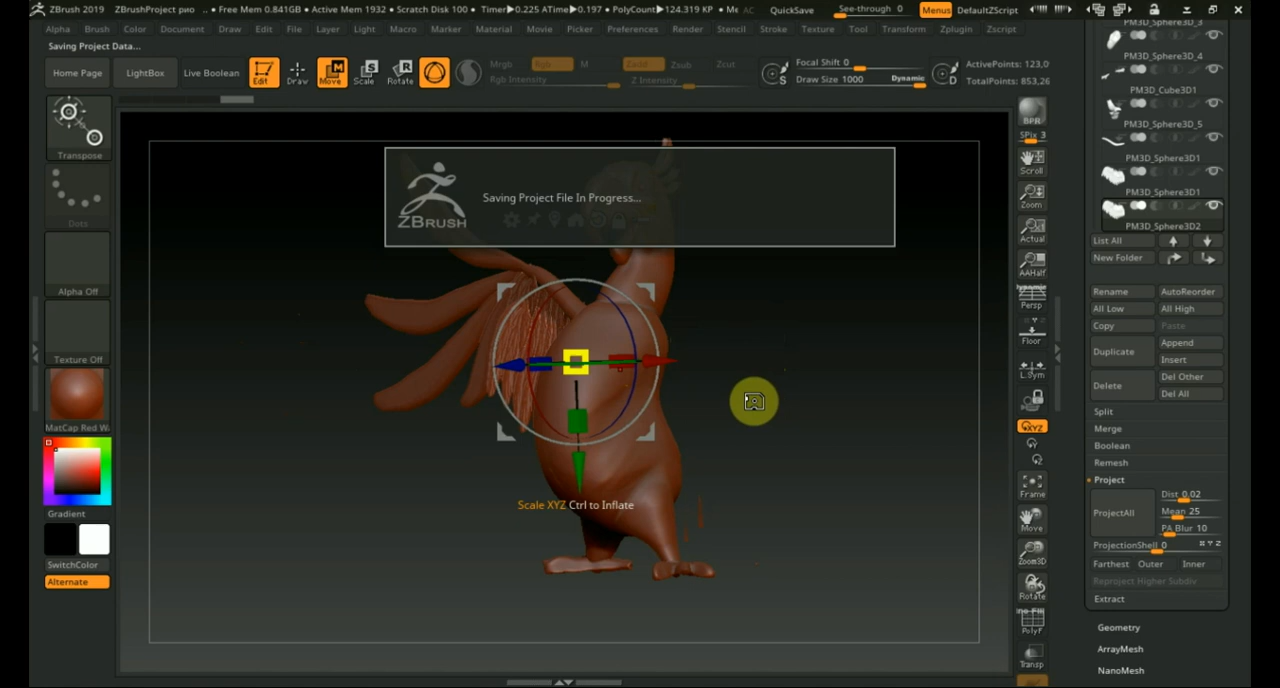 ZBrush 2019 ZBrushProject рио .. • Free Mem 0.841GB • Active Mem 1932 • Scratch Disk 100 • Timer▶0.225 ATime▶0.197 • PolyCount▶124.319 KP • Me AC QuickSave See-through 0 Menus DefaultZScript
Alpha Brush Color Document Draw Edit File Layer Light Macro Marker Material Movie Picker Preferences Render Stencil Stroke Texture Tool Transform Zplugin Zscript
Saving Project Data...
Home Page LightBox Live Boolean Edit Draw Move Scale Rotate
Mrgb Rgb M Zadd Zsub Zcut
Rgb Intensity Z Intensity
Focal Shift 0
Draw Size 1000 Dynamic
ActivePoints: 123,0
TotalPoints: 853,26
Transpose
Dots
Alpha Off
Texture Off
MatCap Red W
Gradient
SwitchColor
Alternate
ZBRUSH
Saving Project File In Progress...
Scale XYZ Ctrl to Inflate
BPR
SPix 3
Scroll
Zoom
Actual
AAHalf
Dynamic
Persp
Floor
L.Sym
XYZ
Frame
Move
Zoom3D
Rotate
Line Fill
PolyF
Transp
PM3D_Sphere3D_3
PM3D_Sphere3D_4
PM3D_Cube3D1
PM3D_Sphere3D_5
PM3D_Sphere3D1
PM3D_Sphere3D1
PM3D_Sphere3D2
List All
New Folder
Rename AutoReorder
All Low All High
Copy Paste
Duplicate Append
Insert
Delete Del Other
Del All
Split
Merge
Boolean
Remesh
Project
ProjectAll Dist 0.02
Mean 25
PA Blur 10
ProjectionShell 0 X Y Z
Farthest Outer Inner
Reproject Higher Subdiv
Extract
Geometry
ArrayMesh
NanoMesh